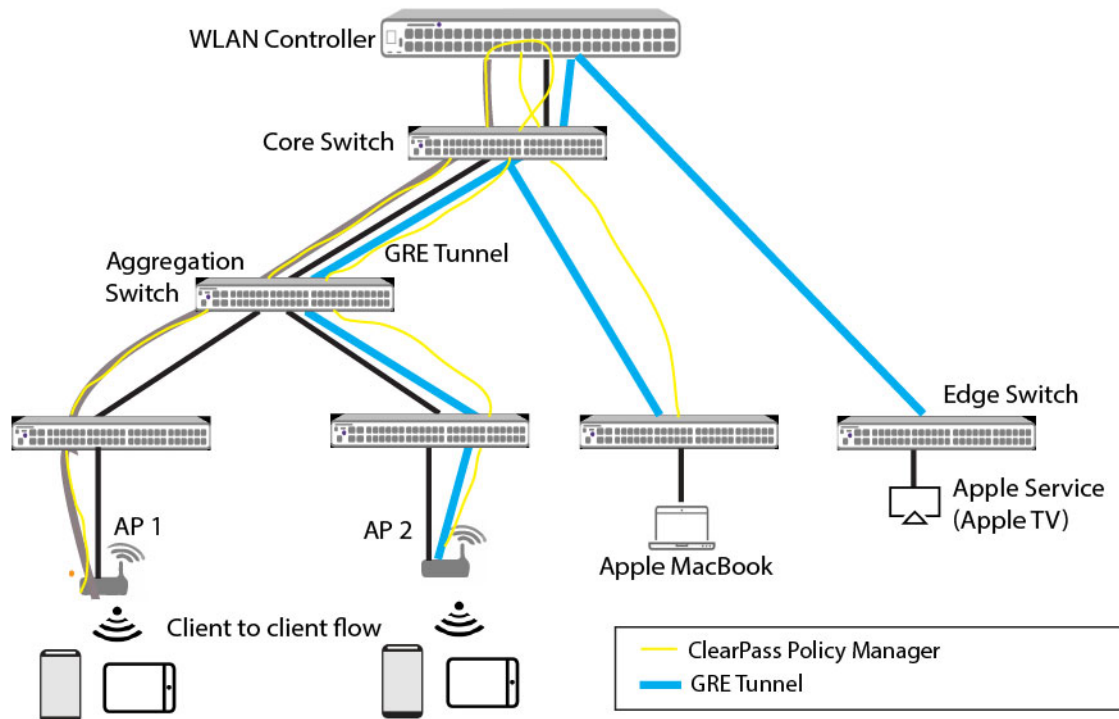 WLAN Controller
Core Switch
GRE Tunnel
Aggregation
Switch
Edge Switch
AP 1
AP 2
Apple Service
(Apple TV)
Apple MacBook
Client to client flow
ClearPass Policy Manager
GRE Tunnel